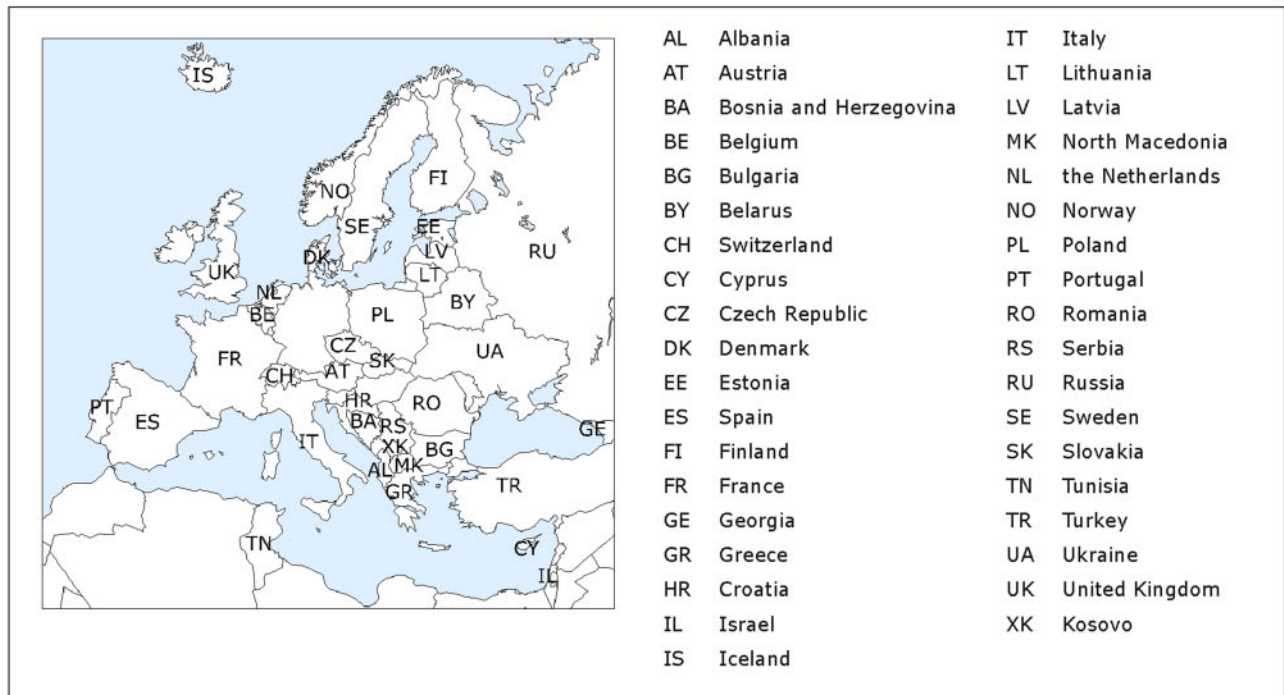 IS
NO
FI
SE
EE
RU
DK
LV
UK
LT
NL
BY
BE
PL
CZ
UA
FR
SK
CH
AT
HR
RO
PT
ES
BA
RS
GE
IT
XK
BG
AL
MK
TR
GR
TN
CY
IL
AL Albania
AT Austria
BA Bosnia and Herzegovina
BE Belgium
BG Bulgaria
BY Belarus
CH Switzerland
CY Cyprus
CZ Czech Republic
DK Denmark
EE Estonia
ES Spain
FI Finland
FR France
GE Georgia
GR Greece
HR Croatia
IL Israel
IS Iceland
IT Italy
LT Lithuania
LV Latvia
MK North Macedonia
NL the Netherlands
NO Norway
PL Poland
PT Portugal
RO Romania
RS Serbia
RU Russia
SE Sweden
SK Slovakia
TN Tunisia
TR Turkey
UA Ukraine
UK United Kingdom
XK Kosovo